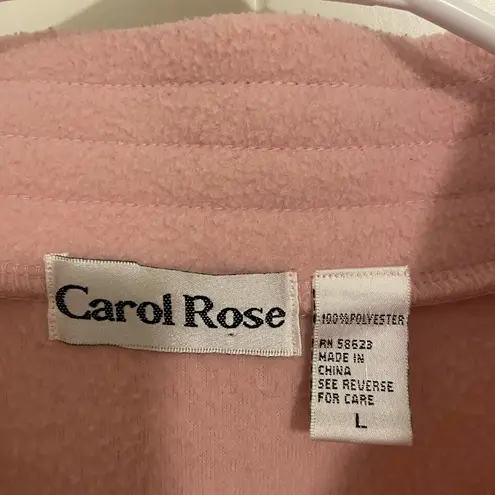 Carol Rose
100% POLYESTER
RN 58623
MADE IN
CHINA
SEE REVERSE
FOR CARE
L